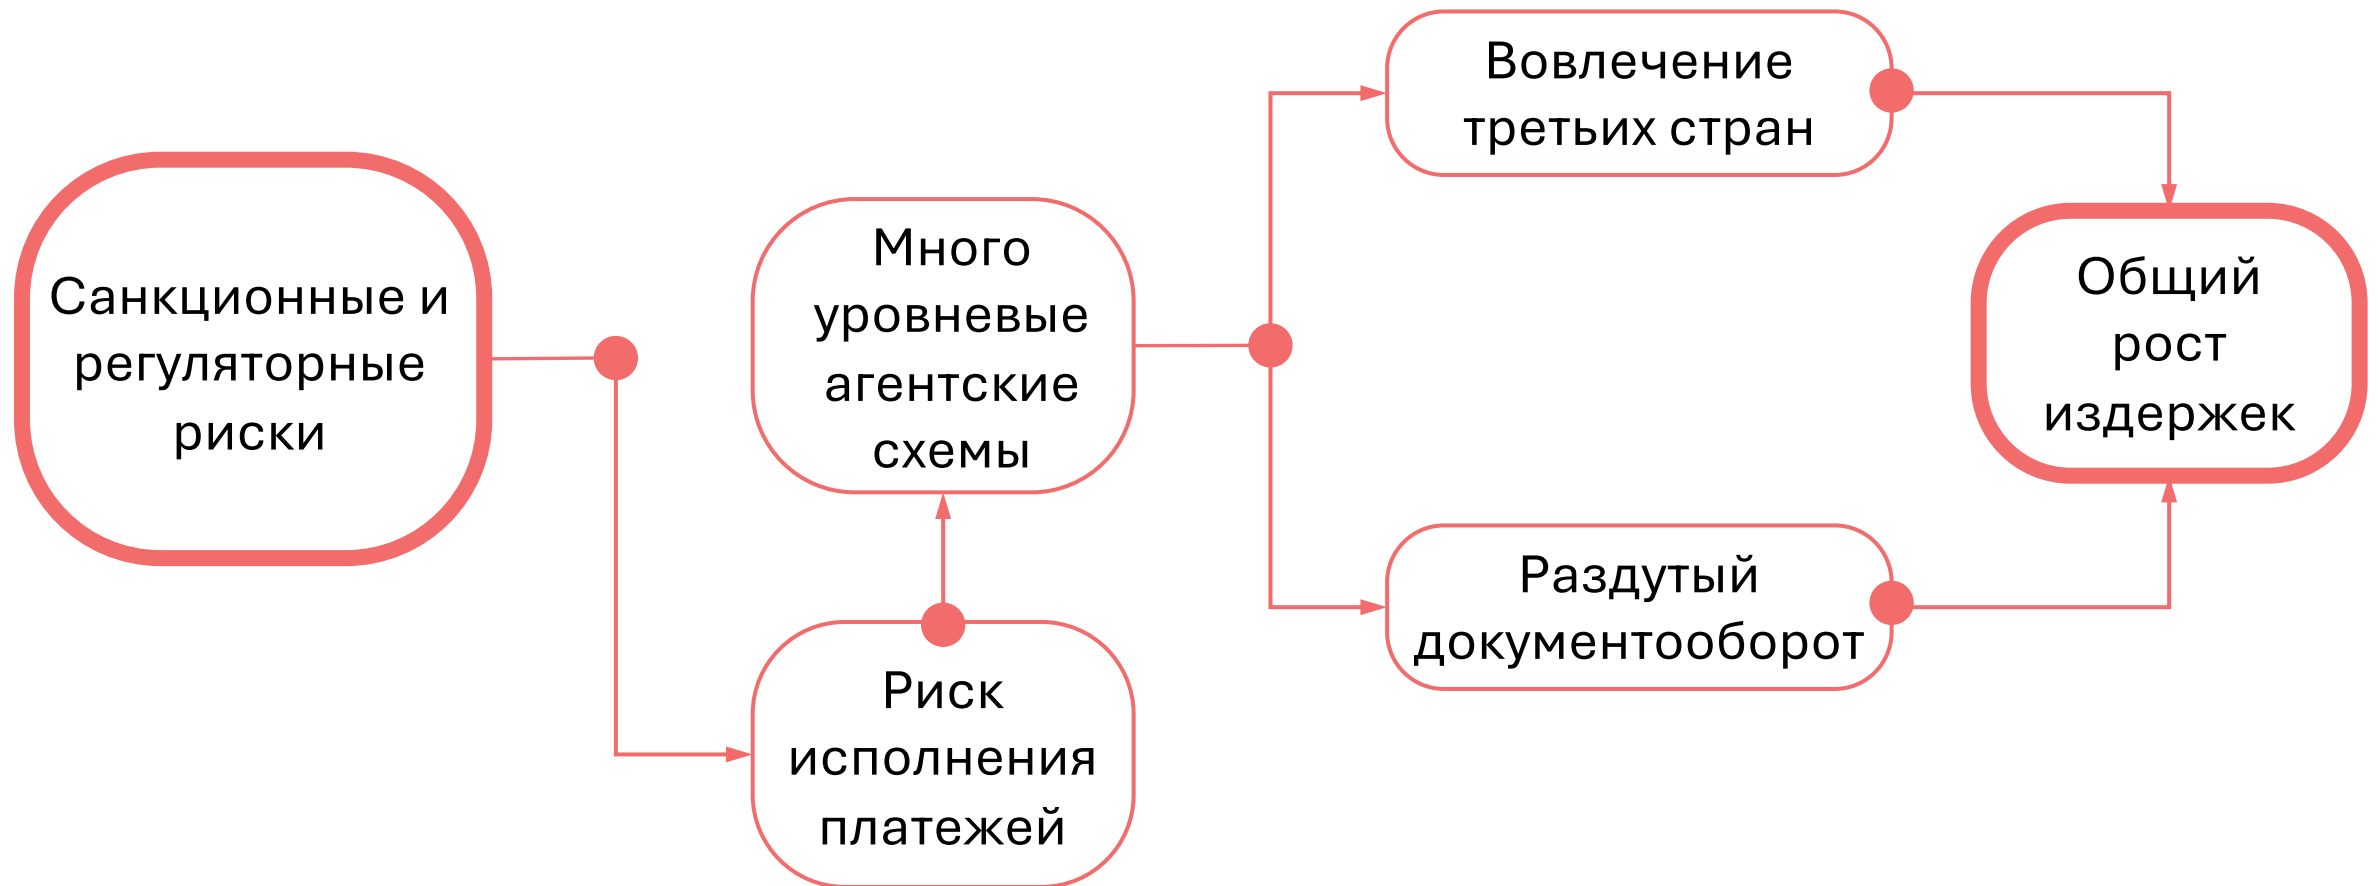 Санкционные и
регуляторные
риски
Риск
исполнения
платежей
Много
уровневые
агентские
схемы
Вовлечение
третьих стран
Раздутый
документооборот
Общий
рост
издержек